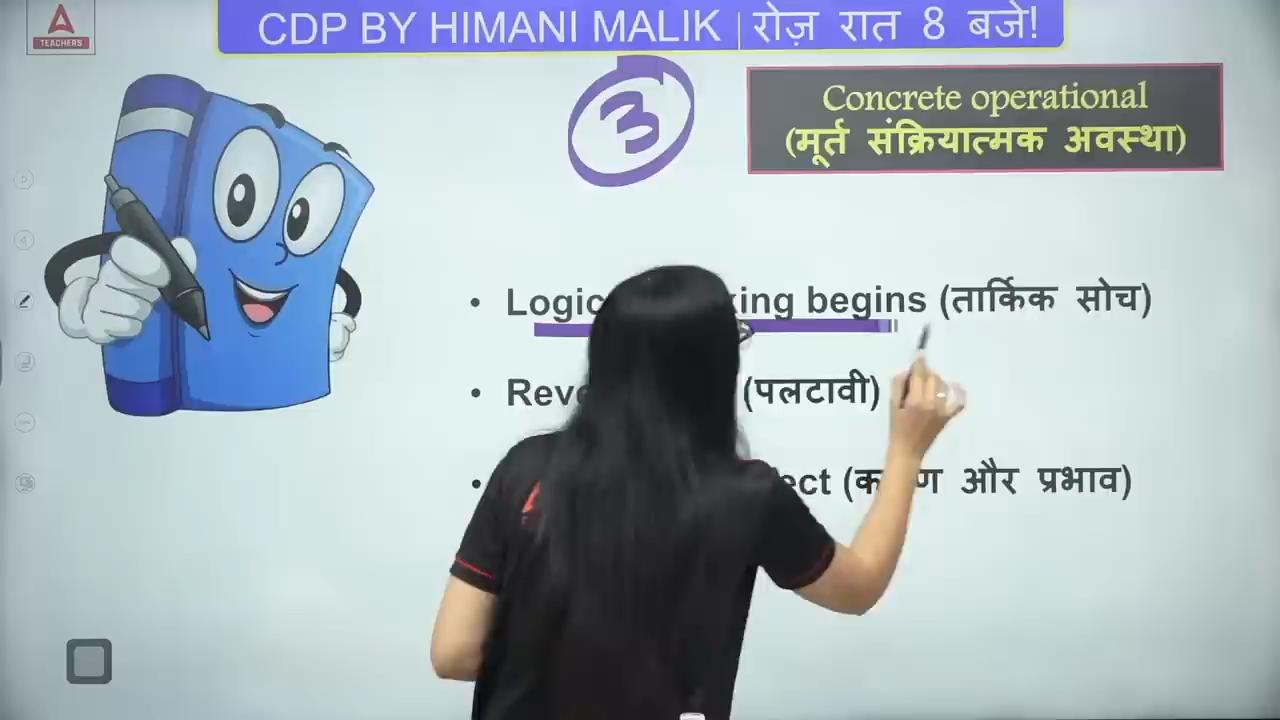 A
TEACHERS
CDP BY HIMANI MALIK | रोज़ रात 8 बजे!
3
Concrete operational
(मूर्त संक्रियात्मक अवस्था)
• begins (तार्किक सोच)
• (पलटावी)
• और प्रभाव)